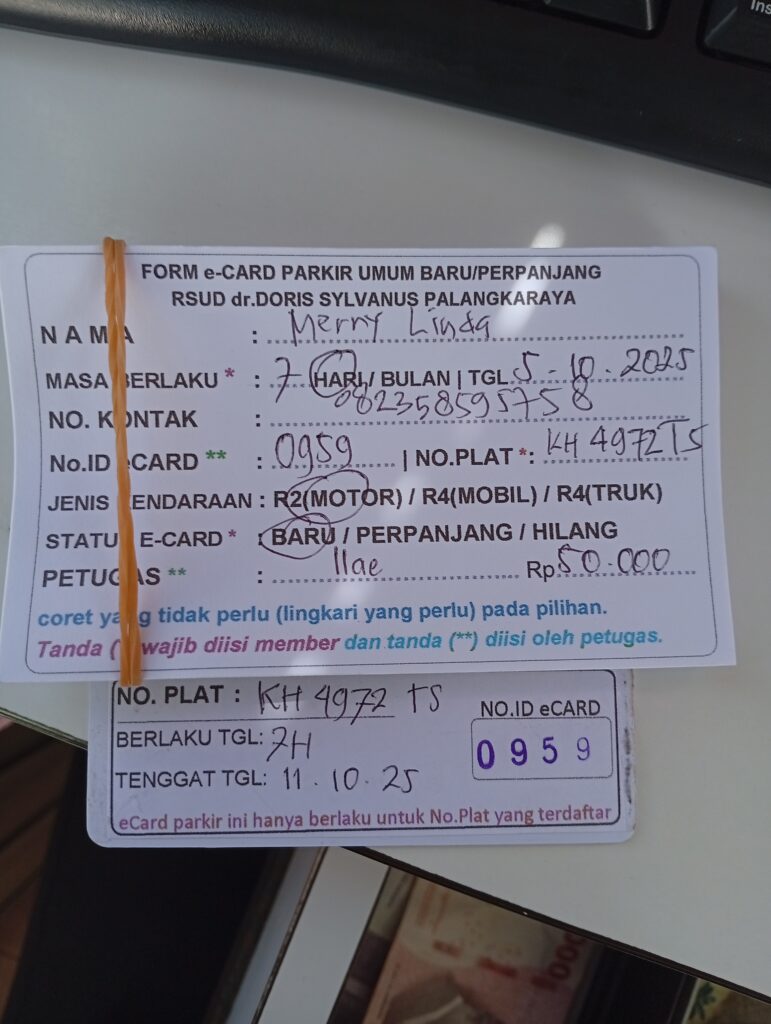 Ins
FORM e-CARD PARKIR UMUM BARU/PERPANJANG
RSUD dr.DORIS SYLVANUS PALANGKARAYA
N A M A : Merry Linda
MASA BERLAKU * : 7 HARI / BULAN | TGL. 5 - 10 . 2025
NO. KONTAK : 082358595758
No.ID eCARD ** : 0959 | NO.PLAT *: KH 4972 TS
JENIS KENDARAAN : R2(MOTOR) / R4(MOBIL) / R4(TRUK)
STATUS E-CARD * : BARU / PERPANJANG / HILANG
PETUGAS ** : Ilae Rp 50.000
coret yang tidak perlu (lingkari yang perlu) pada pilihan.
Tanda (*) wajib diisi member dan tanda (**) diisi oleh petugas.
NO. PLAT : KH 4972 TS
NO.ID eCARD
BERLAKU TGL: 7H
0959
TENGGAT TGL: 11 . 10 . 25
eCard parkir ini hanya berlaku untuk No.Plat yang terdaftar